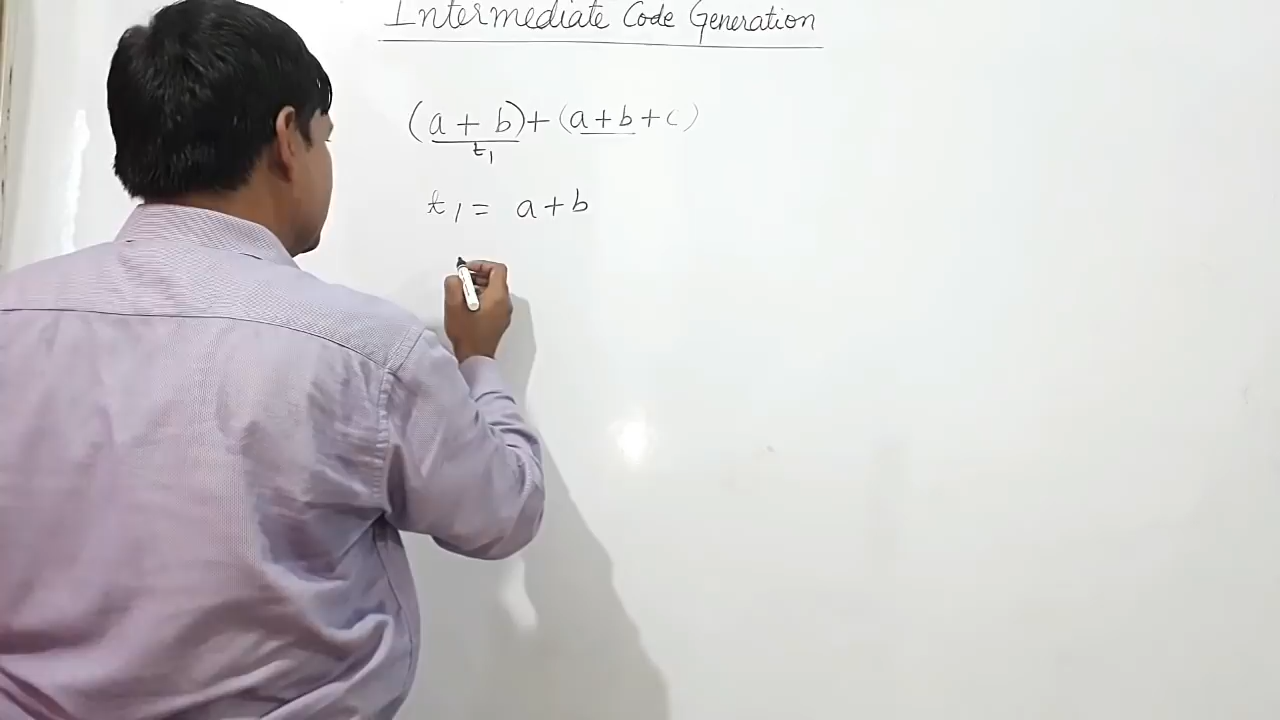 Intermediate Code Generation
(a + b) + (a + b + c)
t1
t1 = a + b